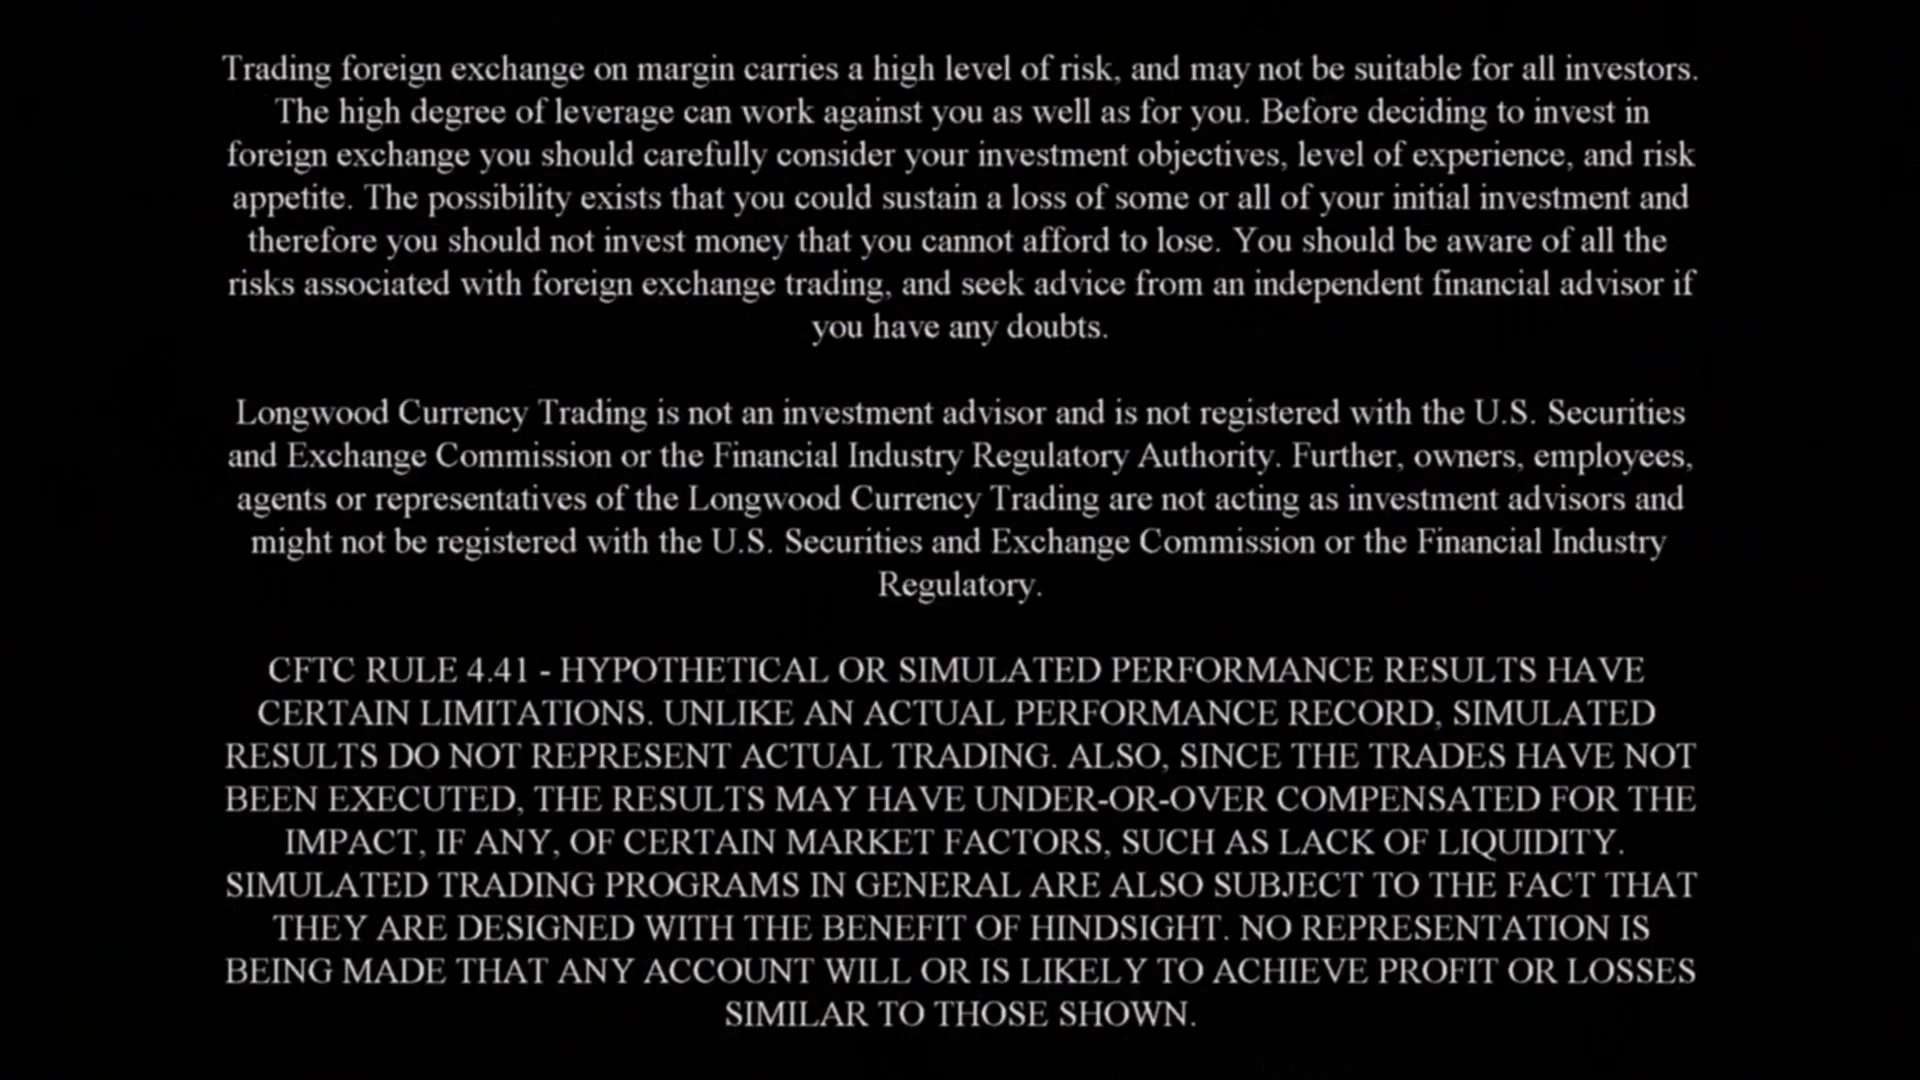 Trading foreign exchange on margin carries a high level of risk, and may not be suitable for all investors.
The high degree of leverage can work against you as well as for you. Before deciding to invest in
foreign exchange you should carefully consider your investment objectives, level of experience, and risk
appetite. The possibility exists that you could sustain a loss of some or all of your initial investment and
therefore you should not invest money that you cannot afford to lose. You should be aware of all the
risks associated with foreign exchange trading, and seek advice from an independent financial advisor if
you have any doubts.
Longwood Currency Trading is not an investment advisor and is not registered with the U.S. Securities
and Exchange Commission or the Financial Industry Regulatory Authority. Further, owners, employees,
agents or representatives of the Longwood Currency Trading are not acting as investment advisors and
might not be registered with the U.S. Securities and Exchange Commission or the Financial Industry
Regulatory.
CFTC RULE 4.41 - HYPOTHETICAL OR SIMULATED PERFORMANCE RESULTS HAVE
CERTAIN LIMITATIONS. UNLIKE AN ACTUAL PERFORMANCE RECORD, SIMULATED
RESULTS DO NOT REPRESENT ACTUAL TRADING. ALSO, SINCE THE TRADES HAVE NOT
BEEN EXECUTED, THE RESULTS MAY HAVE UNDER-OR-OVER COMPENSATED FOR THE
IMPACT, IF ANY, OF CERTAIN MARKET FACTORS, SUCH AS LACK OF LIQUIDITY.
SIMULATED TRADING PROGRAMS IN GENERAL ARE ALSO SUBJECT TO THE FACT THAT
THEY ARE DESIGNED WITH THE BENEFIT OF HINDSIGHT. NO REPRESENTATION IS
BEING MADE THAT ANY ACCOUNT WILL OR IS LIKELY TO ACHIEVE PROFIT OR LOSSES
SIMILAR TO THOSE SHOWN.